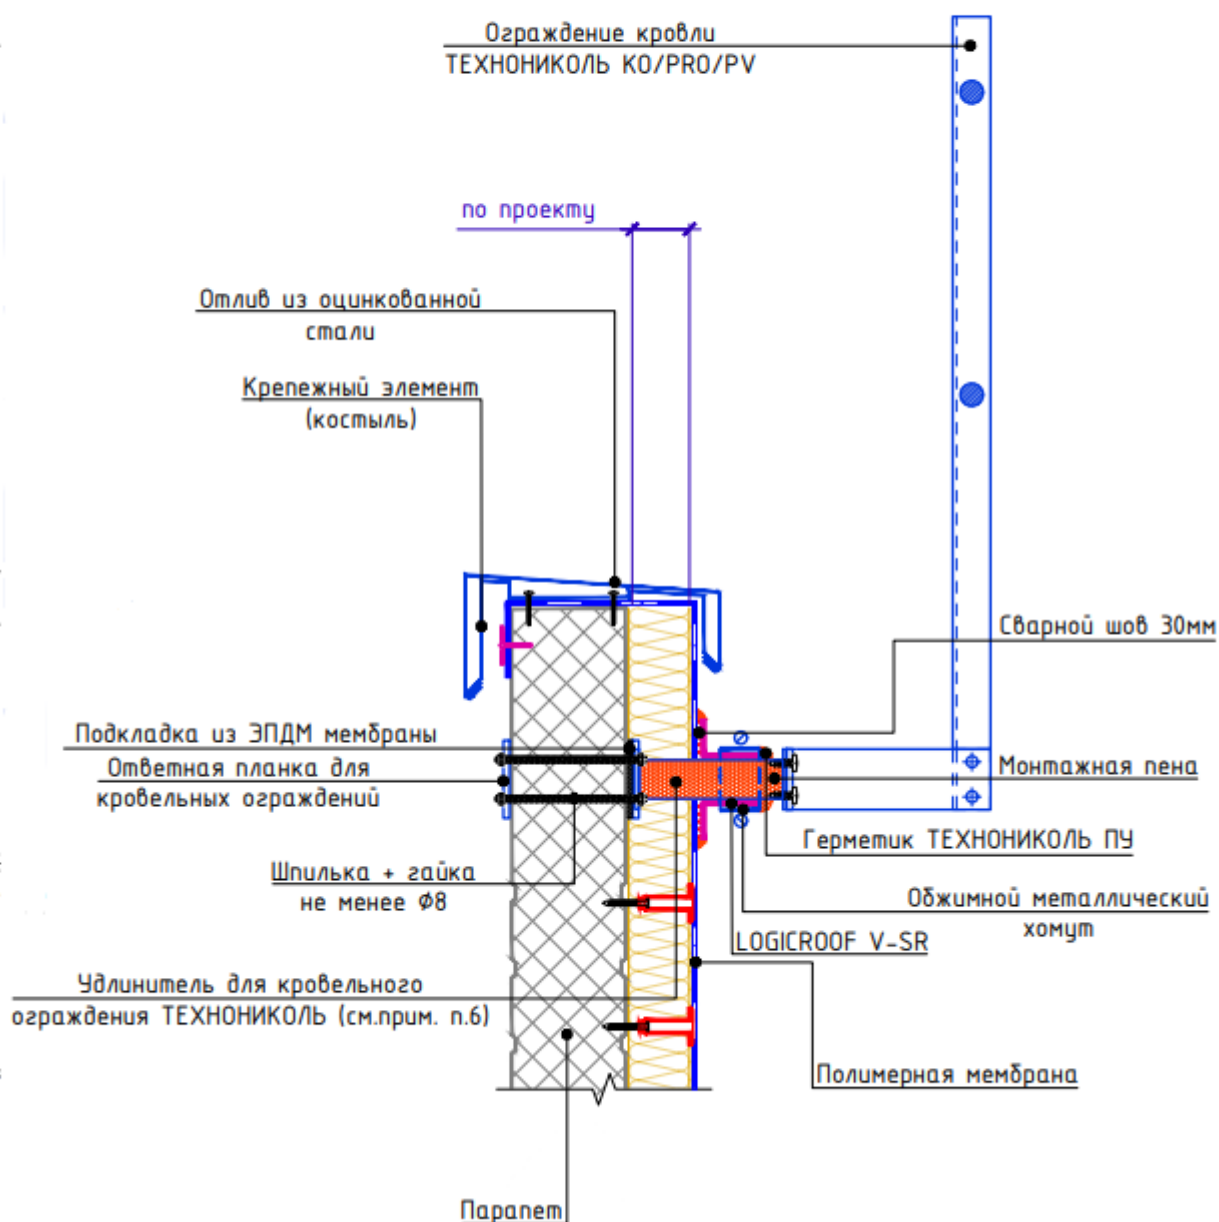 Ограждение кровли
ТЕХНОНИКОЛЬ КО/PRO/PV
по проекту
Отлив из оцинкованной
стали
Крепежный элемент
(костыль)
Сварной шов 30мм
Подкладка из ЭПДМ мембраны
Ответная планка для
кровельных ограждений
Монтажная пена
Герметик ТЕХНОНИКОЛЬ ПУ
Шпилька + гайка
не менее Ф8
Обжимной металлический
хомут
LOGICROOF V-SR
Удлинитель для кровельного
ограждения ТЕХНОНИКОЛЬ (см.прим. п.6)
Полимерная мембрана
Парапет